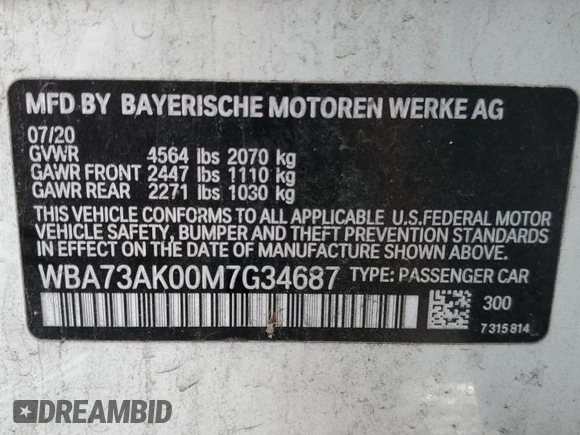 MFD BY BAYERISCHE MOTOREN WERKE AG
07/20
GVWR 4564 lbs 2070 kg
GAWR FRONT 2447 lbs 1110 kg
GAWR REAR 2271 lbs 1030 kg
THIS VEHICLE CONFORMS TO ALL APPLICABLE U.S.FEDERAL MOTOR
VEHICLE SAFETY, BUMPER AND THEFT PREVENTION STANDARDS
IN EFFECT ON THE DATE OF MANUFACTURE SHOWN ABOVE.
WBA73AK00M7G34687 TYPE: PASSENGER CAR
300
7 315 814
DREAMBID